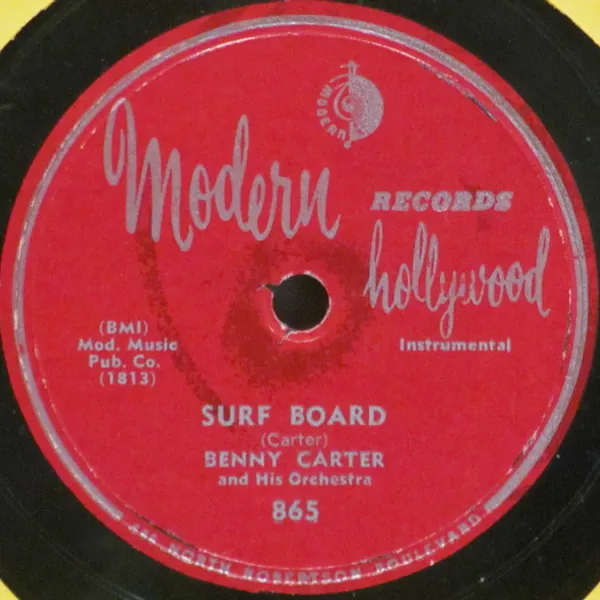 MODERN
Modern
RECORDS
hollywood
(BMI)
Mod. Music
Pub. Co.
(1813)
Instrumental
SURF BOARD
(Carter)
BENNY CARTER
and His Orchestra
865
NORTH ROBERTSON BOULEVARD